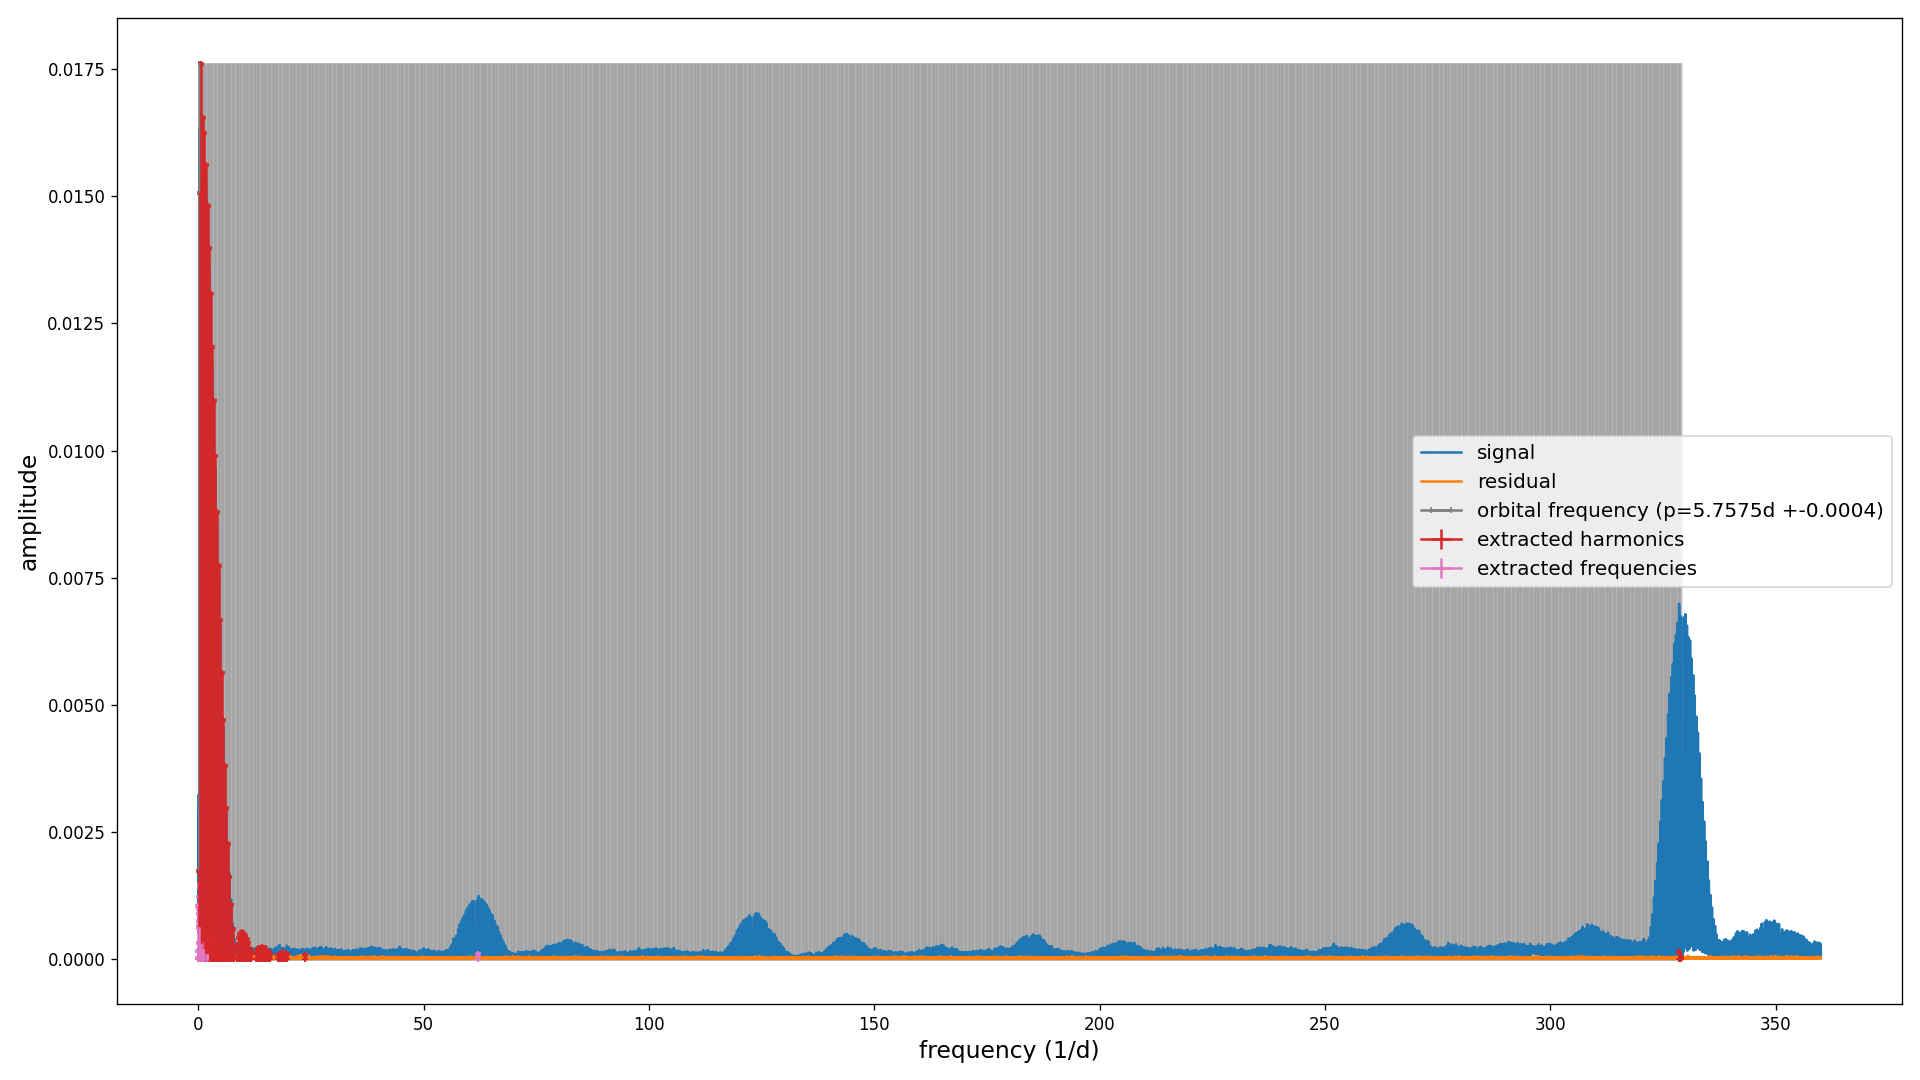 0.0175
0.0150
0.0125
0.0100
0.0075
0.0050
0.0025
0.0000
amplitude
signal
residual
orbital frequency (p=5.7575d +-0.0004)
extracted harmonics
extracted frequencies
0 50 100 150 200 250 300 350
frequency (1/d)